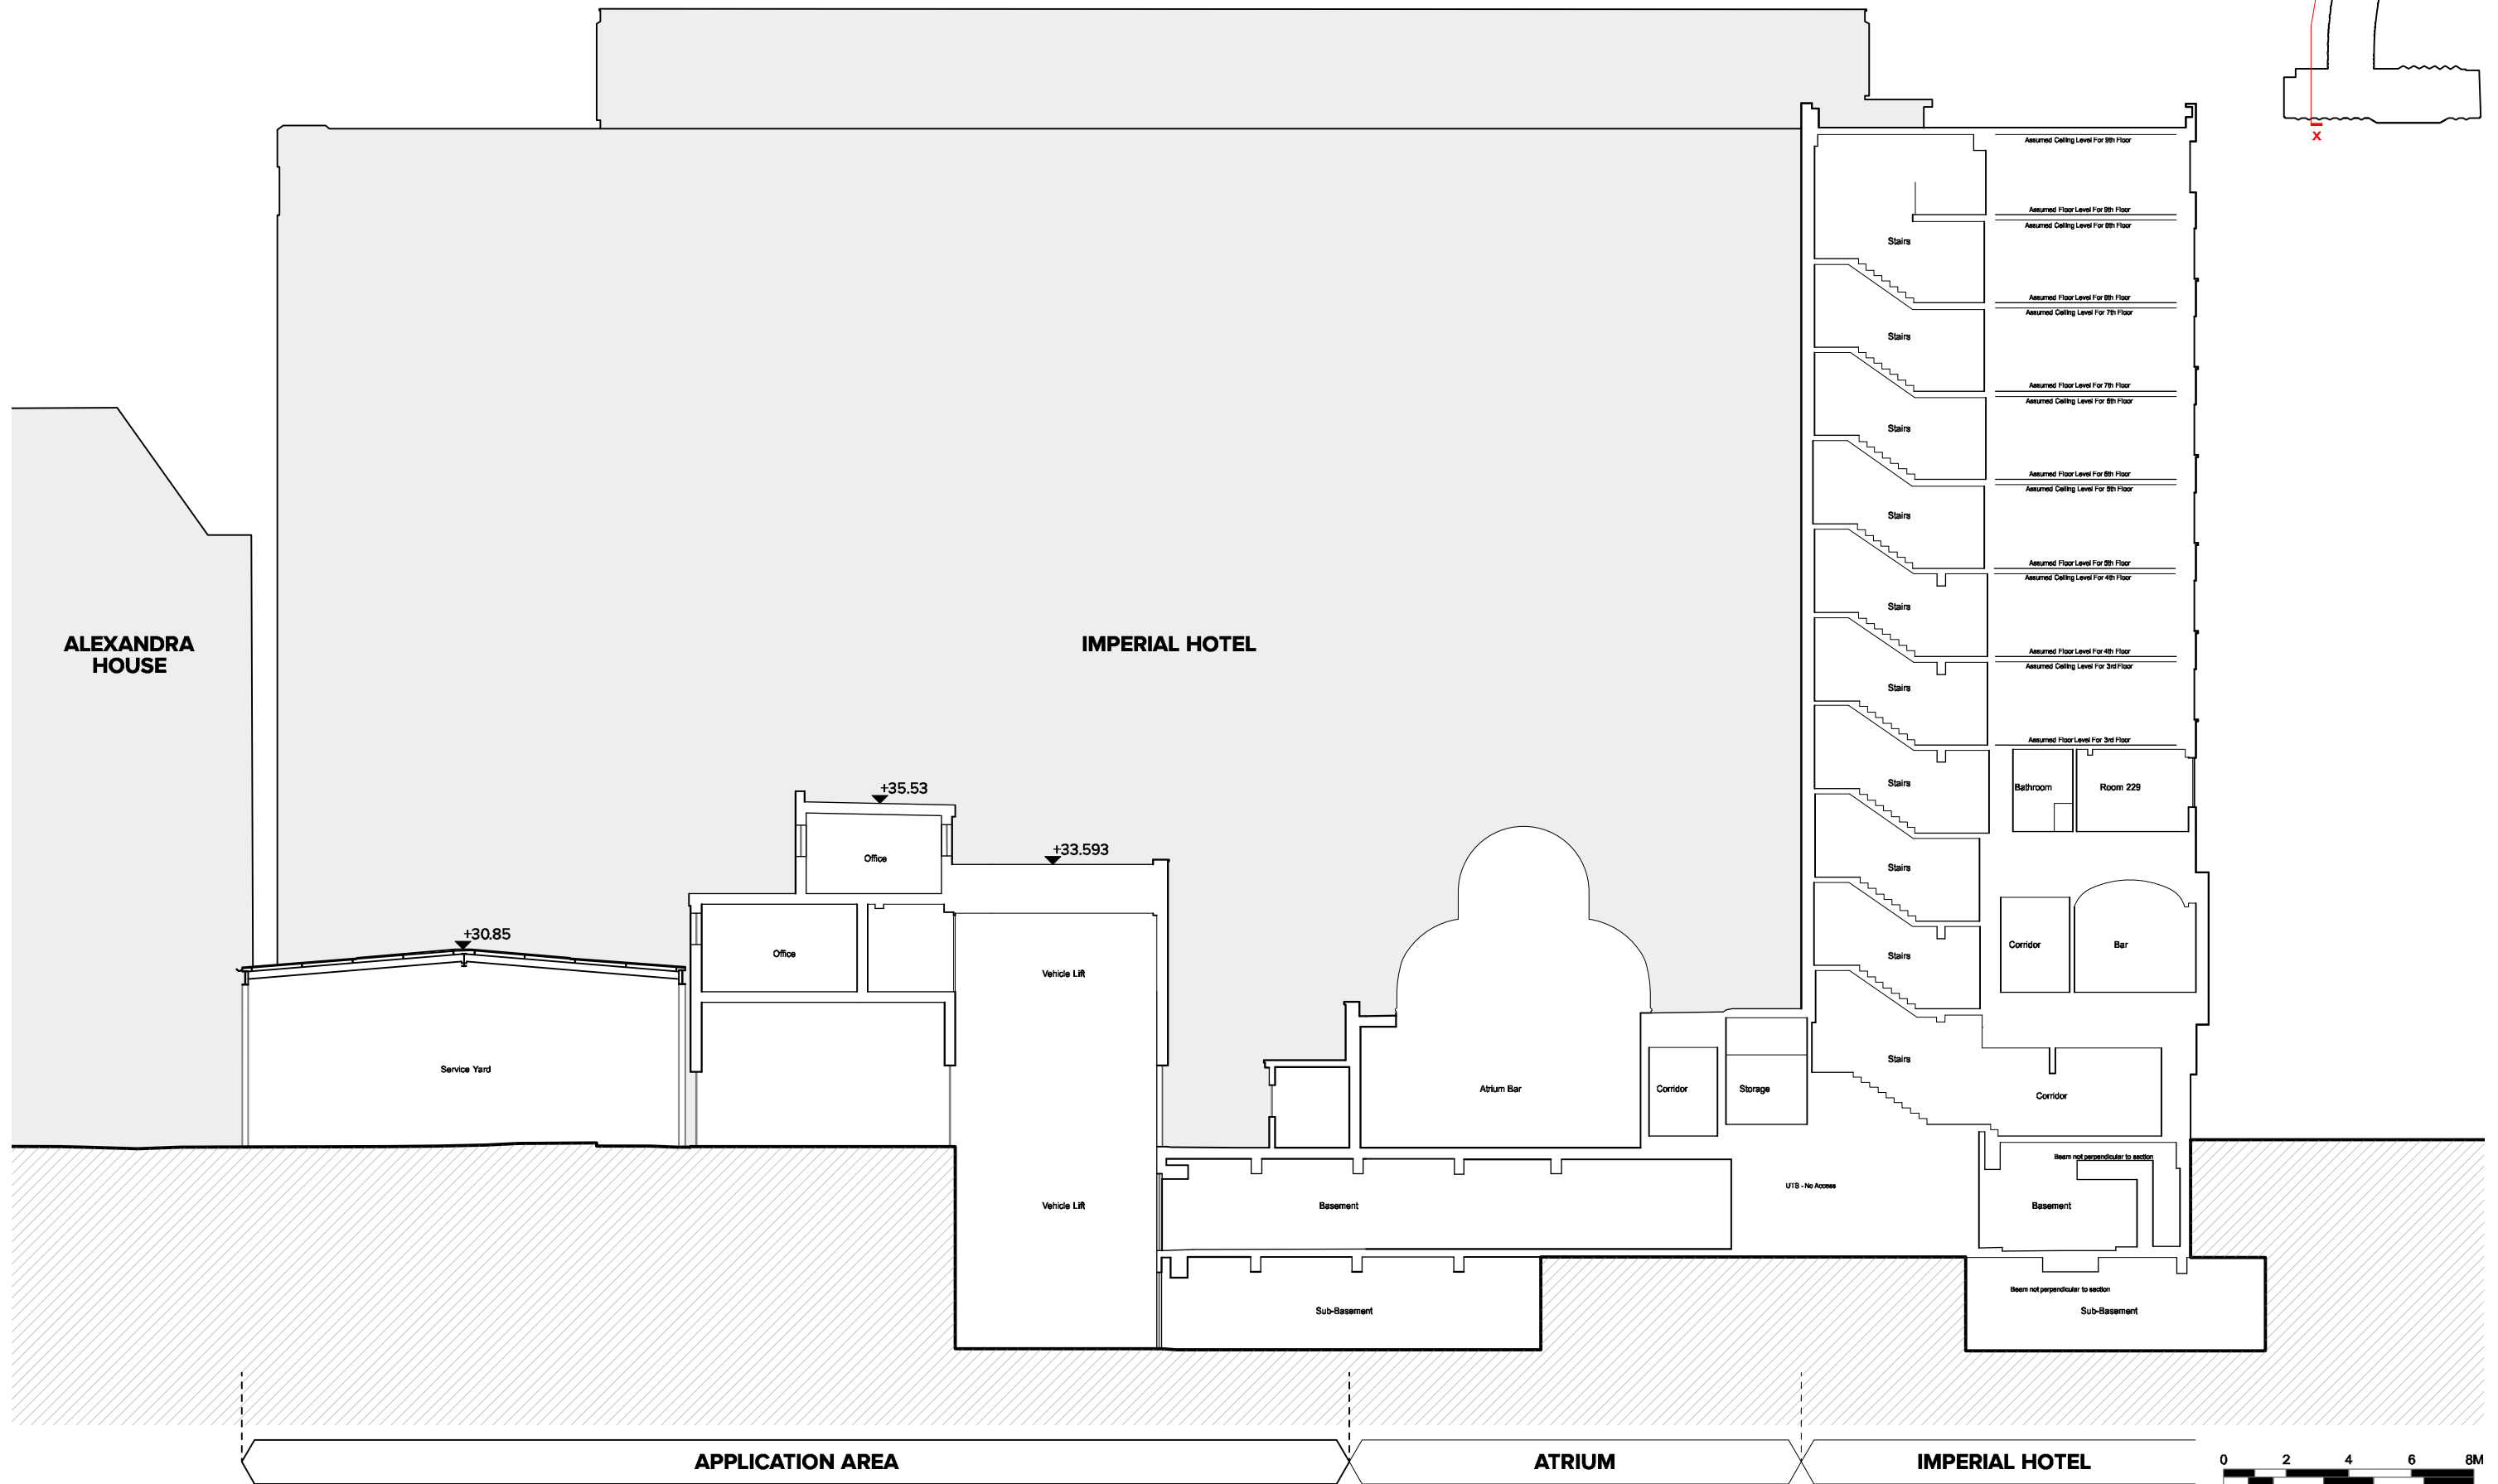 X
Assumed Ceiling Level For 9th Floor
Assumed Floor Level For 9th Floor
Assumed Ceiling Level For 8th Floor
Stairs
Assumed Floor Level For 8th Floor
Assumed Ceiling Level For 7th Floor
Stairs
Assumed Floor Level For 7th Floor
Assumed Ceiling Level For 6th Floor
Stairs
Assumed Floor Level For 6th Floor
Assumed Ceiling Level For 5th Floor
Stairs
Assumed Floor Level For 5th Floor
Assumed Ceiling Level For 4th Floor
Stairs
ALEXANDRA
HOUSE
IMPERIAL HOTEL
Assumed Floor Level For 4th Floor
Assumed Ceiling Level For 3rd Floor
Stairs
Assumed Floor Level For 3rd Floor
+35.53
Stairs
Bathroom
Room 229
+33.593
Office
Stairs
+30.85
Office
Stairs
Corridor
Bar
Vehicle Lift
Service Yard
Atrium Bar
Corridor
Storage
Stairs
Corridor
Beam not perpendicular to section
UTS - No Access
Vehicle Lift
Basement
Basement
Beam not perpendicular to section
Sub-Basement
Sub-Basement
APPLICATION AREA
ATRIUM
IMPERIAL HOTEL
0 2 4 6 8M